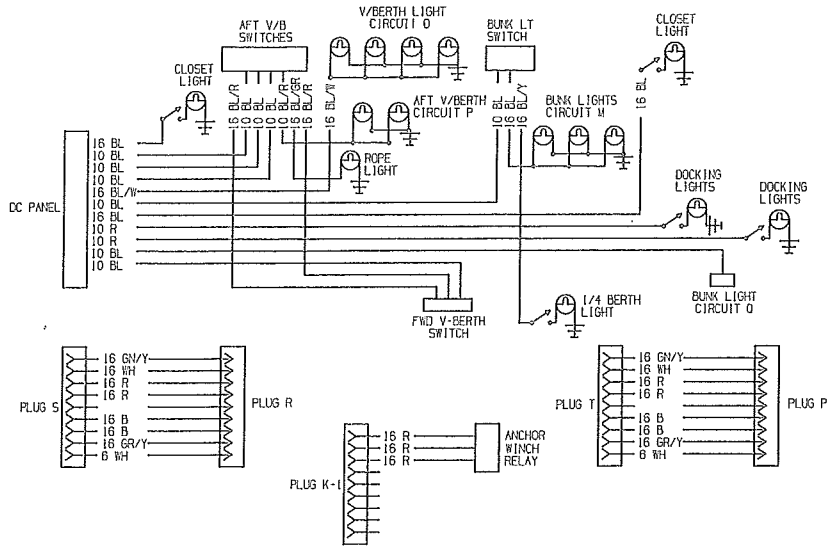 AFT V/B
SWITCHES
V/BERTH LIGHT
CIRCUIT O
BUNK LT
SWITCH
CLOSET
LIGHT
CLOSET
LIGHT
16 BL/R
10 BL
10 BL
10 BL
10 BL/R
16 BL/GR
16 BL/R
16 BL/W
AFT V/BERTH
CIRCUIT P
ROPE
LIGHT
10 BL
16 BL
16 BL/Y
BUNK LIGHTS
CIRCUIT M
16 BL
DC PANEL
16 BL
10 BL
10 BL
10 BL
16 BL/W
10 BL
16 BL
10 R
10 R
10 BL
10 BL
DOCKING
LIGHTS
DOCKING
LIGHTS
FWD V-BERTH
SWITCH
1/4 BERTH
LIGHT
BUNK LIGHT
CIRCUIT Q
PLUG S
16 GN/Y
16 WH
16 R
16 R
16 B
16 B
16 GR/Y
6 WH
PLUG R
PLUG K-1
16 R
16 R
16 R
ANCHOR
WINCH
RELAY
PLUG T
16 GN/Y
16 WH
16 R
16 R
16 B
16 B
16 GR/Y
6 WH
PLUG P